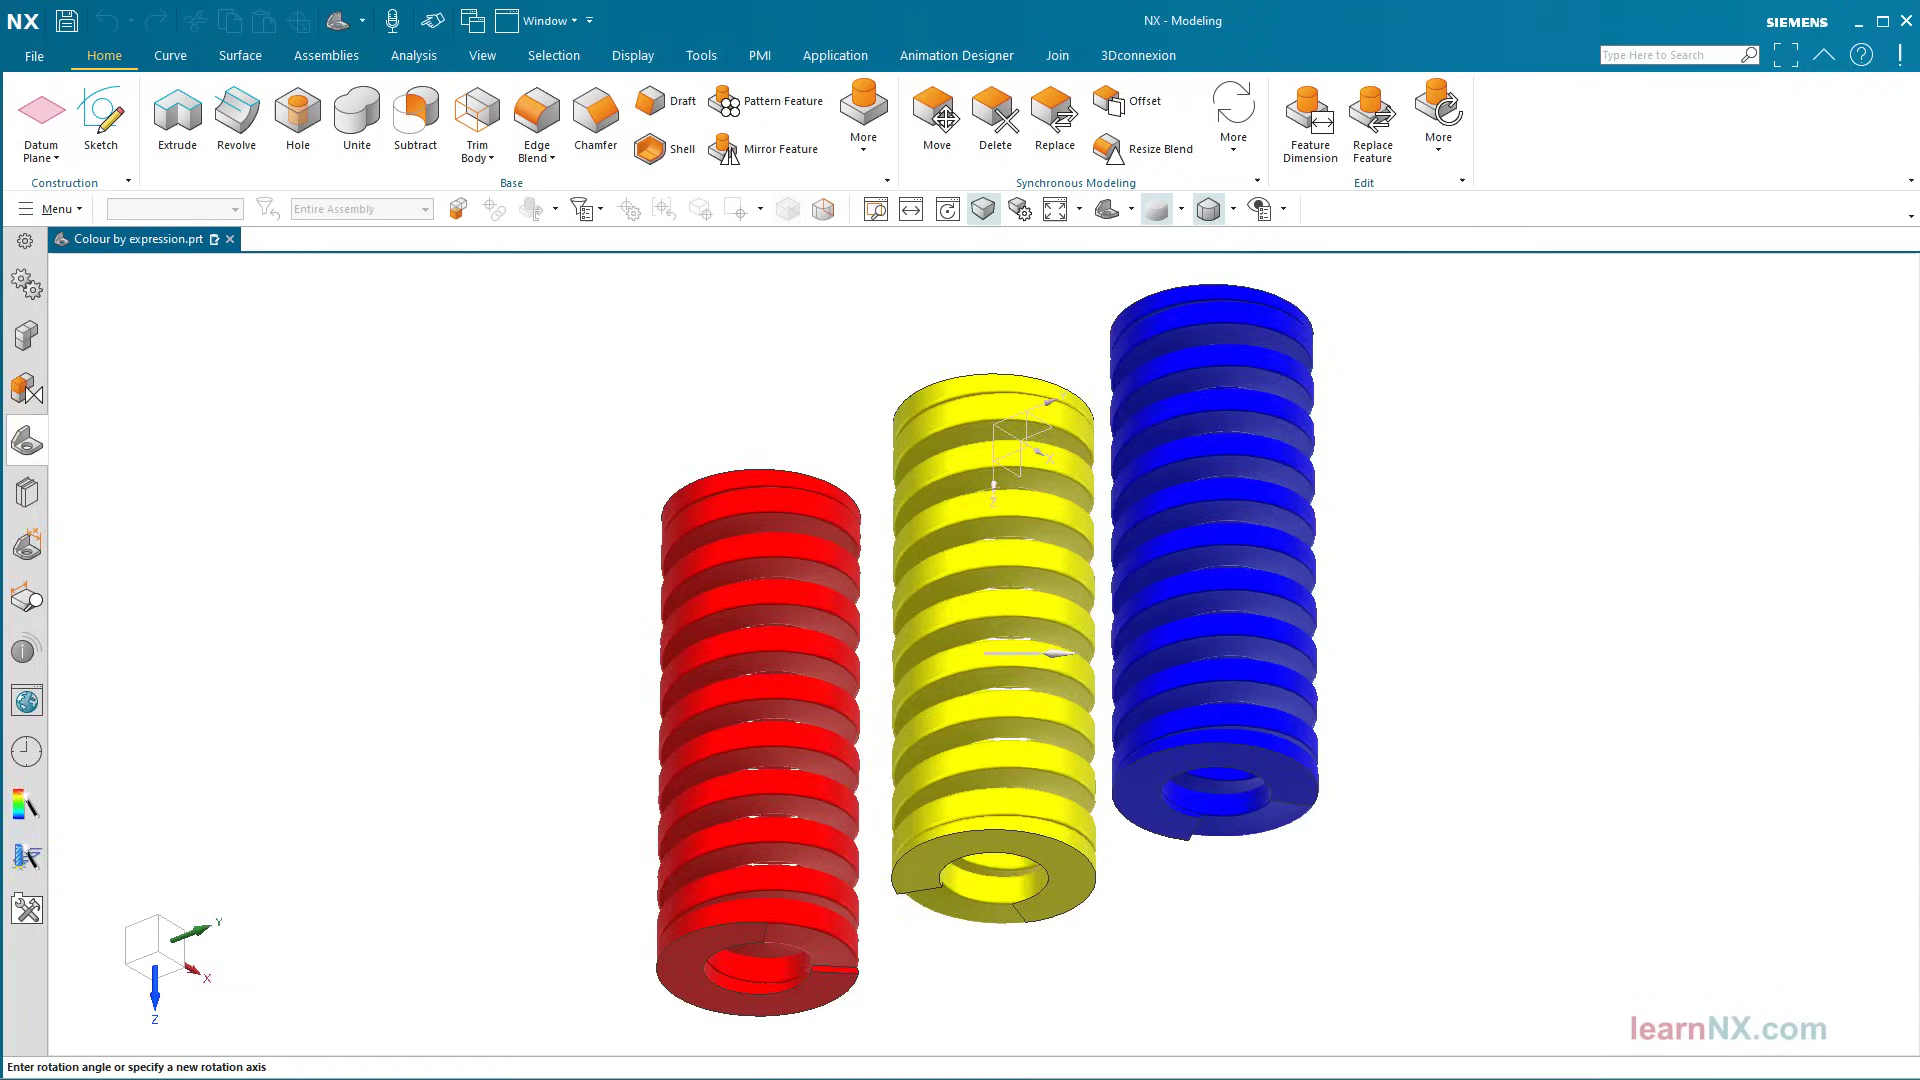 NX
Window
NX - Modeling
SIEMENS
File
Home
Curve
Surface
Assemblies
Analysis
View
Selection
Display
Tools
PMI
Application
Animation Designer
Join
3Dconnexion
Type Here to Search
Datum
Plane
Sketch
Extrude
Revolve
Hole
Unite
Subtract
Trim
Body
Edge
Blend
Chamfer
Draft
Shell
Pattern Feature
Mirror Feature
More
Move
Delete
Replace
Offset
Resize Blend
More
Feature
Dimension
Replace
Feature
More
Construction
Base
Synchronous Modeling
Edit
Menu
Entire Assembly
Colour by expression.prt
X
Z
Y
X
Z
learnNX.com
Enter rotation angle or specify a new rotation axis